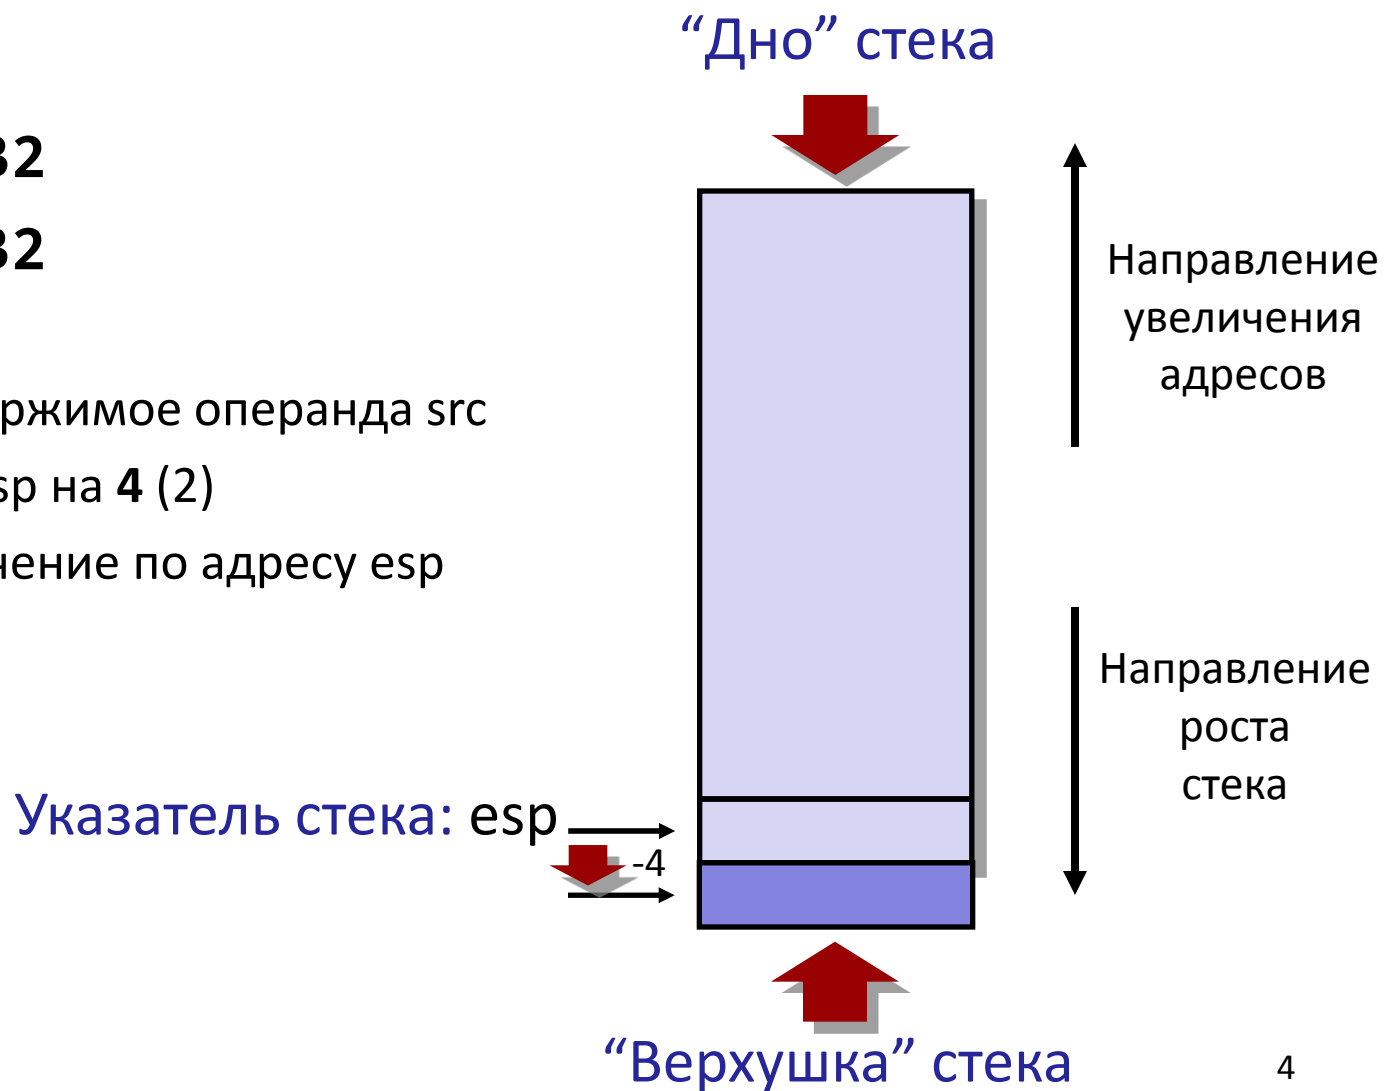 “Дно” стека
32
32
Направление
увеличения
адресов
ржимое операнда src
sp на 4 (2)
чение по адресу esp
Направление
роста
стека
Указатель стека: esp
-4
“Верхушка” стека
4